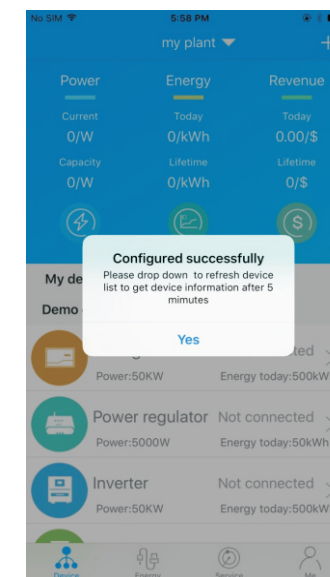 No SIM 5:58 PM
my plant
Power Energy Revenue
Current Today Today
0/W 0/kWh 0.00/$
Capacity Lifetime Lifetime
0/W 0/kWh 0/$
Configured successfully
Please drop down to refresh device
list to get device information after 5
mimutes
Yes
My de
Demo
Power:50KW Energy today:500kW
Power regulator Not connected
Power:5000W Energy today:50kWh
Inverter Not connected
Power:50KW Energy today:500kW
Device Energy Service Me